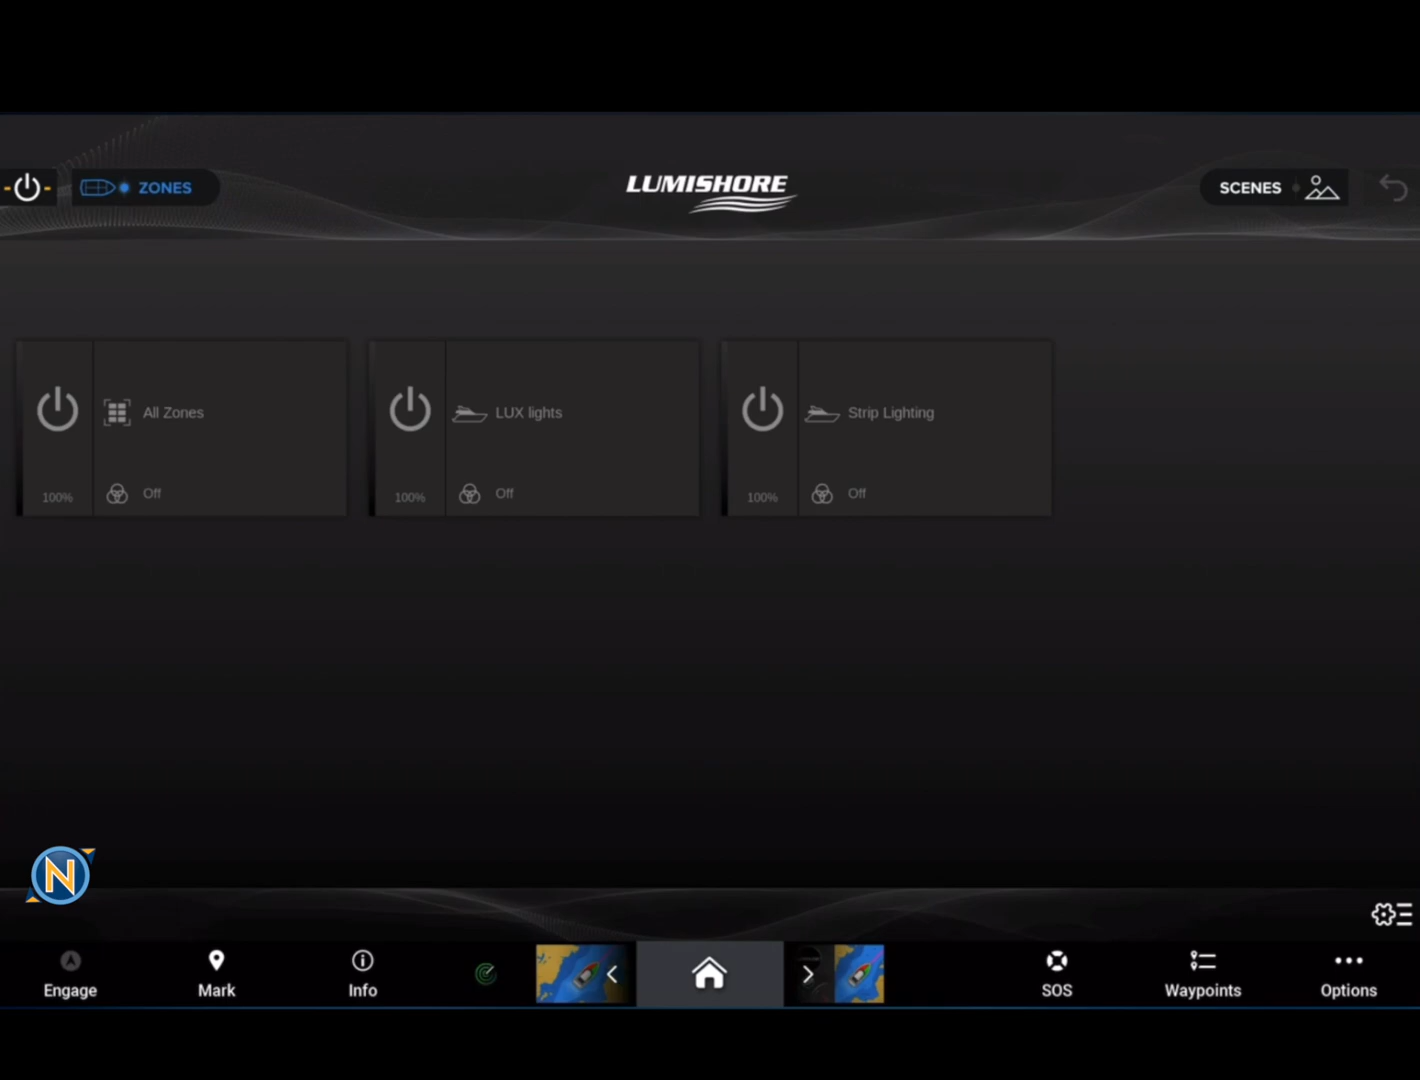 ZONES
LUMISHORE
SCENES
All Zones
LUX lights
Strip Lighting
100%
Off
100%
Off
100%
Off
N
Engage
Mark
Info
SOS
Waypoints
Options